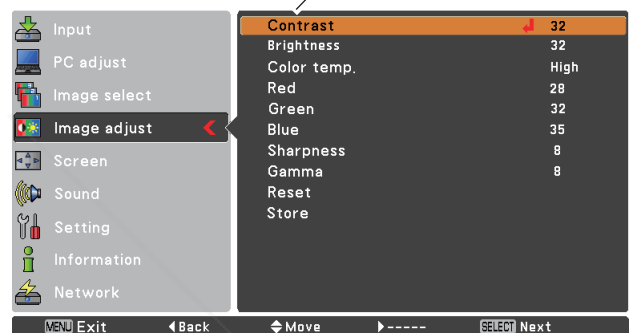 Input
PC adjust
Image select
Image adjust
Screen
Sound
Setting
Information
Network
Contrast 32
Brightness 32
Color temp. High
Red 28
Green 32
Blue 35
Sharpness 8
Gamma 8
Reset
Store
MENU Exit Back Move ----- SELECT Next